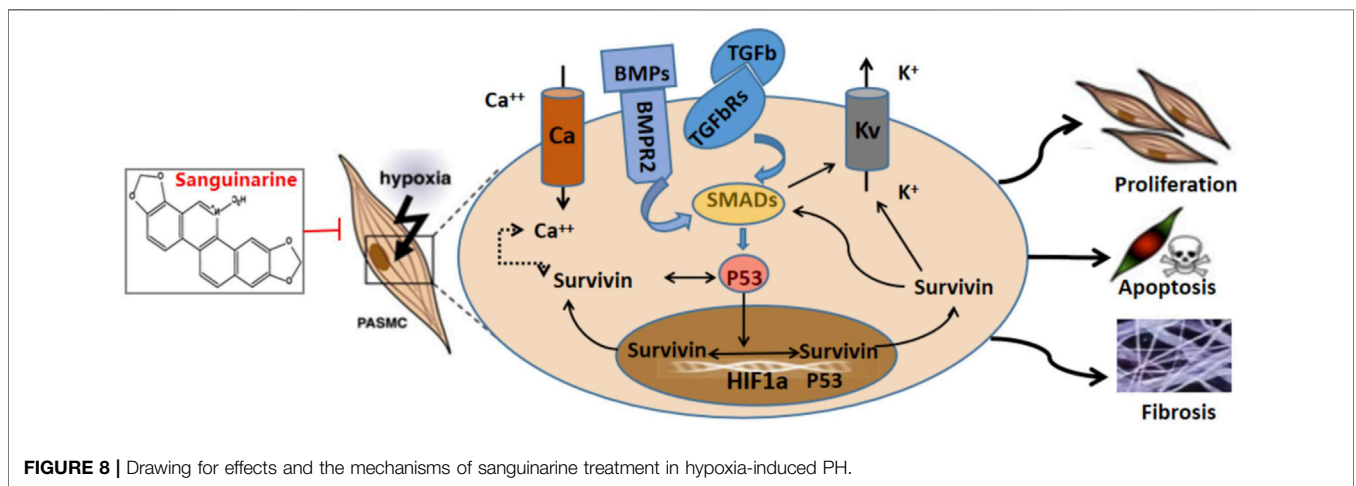 Sanguinarine
H₃C
N⁺
O
O
O
O
hypoxia
PASMC
Ca⁺⁺
Ca
BMPs
BMPR2
TGFb
TGFbRs
Kv
K⁺
K⁺
SMADs
Ca⁺⁺
Survivin
P53
Survivin
Survivin
Survivin
HIF1a P53
Proliferation
Apoptosis
Fibrosis
FIGURE 8 | Drawing for effects and the mechanisms of sanguinarine treatment in hypoxia-induced PH.